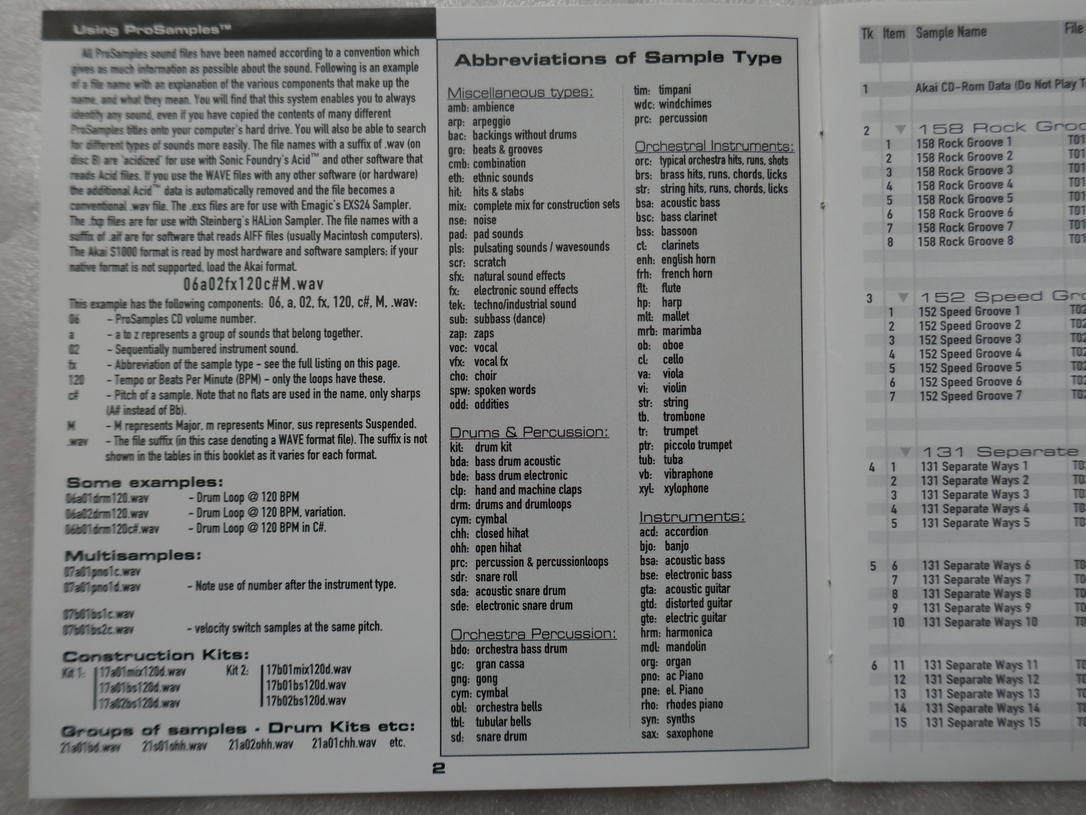 Using ProSamples™
All ProSamples sound files have been named according to a convention which
gives as much information as possible about the sound. Following is an example
of a file name with an explanation of the various components that make up the
name, and what they mean. You will find that this system enables you to always
identify any sound, even if you have copied the contents of many different
ProSamples titles onto your computer's hard drive. You will also be able to search
for different types of sounds more easily. The file names with a suffix of .wav (on
disc B) are 'acidized' for use with Sonic Foundry's Acid™ and other software that
reads Acid files. If you use the WAVE files with any other software (or hardware)
the additional Acid™ data is automatically removed and the file becomes a
conventional .wav file. The .exs files are for use with Emagic's EXS24 Sampler.
The .fxp files are for use with Steinberg's HALion Sampler. The file names with a
suffix of .aif are for software that reads AIFF files (usually Macintosh computers).
The Akai S1000 format is read by most hardware and software samplers; if your
native format is not supported, load the Akai format.
06a02fx120c#M.wav
This example has the following components: 06, a, 02, fx, 120, c#, M, .wav:
06 - ProSamples CD volume number.
a - a to z represents a group of sounds that belong together.
02 - Sequentially numbered instrument sound.
fx - Abbreviation of the sample type - see the full listing on this page.
120 - Tempo or Beats Per Minute (BPM) - only the loops have these.
c# - Pitch of a sample. Note that no flats are used in the name, only sharps
(A# instead of Bb).
M - M represents Major, m represents Minor, sus represents Suspended.
.wav - The file suffix (in this case denoting a WAVE format file). The suffix is not
shown in the tables in this booklet as it varies for each format.
Some examples:
06a01drm120.wav - Drum Loop @ 120 BPM
06a02drm120.wav - Drum Loop @ 120 BPM, variation.
06b01drm120c#.wav - Drum Loop @ 120 BPM in C#.
Multisamples:
07a01pno1c.wav
07a01pno1d.wav - Note use of number after the instrument type.
07b01bs1c.wav
07b01bs2c.wav - velocity switch samples at the same pitch.
Construction Kits:
Kit 1: 17a01mix120d.wav Kit 2: 17b01mix120d.wav
17a01bs120d.wav 17b01bs120d.wav
17a02bs120d.wav 17b02bs120d.wav
Groups of samples - Drum Kits etc:
21a01bd.wav 21s01ohh.wav 21a02ohh.wav 21a01chh.wav etc.
Abbreviations of Sample Type
Miscellaneous types:
amb: ambience
arp: arpeggio
bac: backings without drums
gro: beats & grooves
cmb: combination
eth: ethnic sounds
hit: hits & stabs
mix: complete mix for construction sets
nse: noise
pad: pad sounds
pls: pulsating sounds / wavesounds
scr: scratch
sfx: natural sound effects
fx: electronic sound effects
tek: techno/industrial sound
sub: subbass (dance)
zap: zaps
voc: vocal
vfx: vocal fx
cho: choir
spw: spoken words
odd: oddities
Drums & Percussion:
kit: drum kit
bda: bass drum acoustic
bde: bass drum electronic
clp: hand and machine claps
drm: drums and drumloops
cym: cymbal
chh: closed hihat
ohh: open hihat
prc: percussion & percussionloops
sdr: snare roll
sda: acoustic snare drum
sde: electronic snare drum
Orchestra Percussion:
bdo: orchestra bass drum
gc: gran cassa
gng: gong
cym: cymbal
obl: orchestra bells
tbl: tubular bells
sd: snare drum
tim: timpani
wdc: windchimes
prc: percussion
Orchestral Instruments:
orc: typical orchestra hits, runs, shots
brs: brass hits, runs, chords, licks
str: string hits, runs, chords, licks
bsa: acoustic bass
bsc: bass clarinet
bss: bassoon
ct: clarinets
enh: english horn
frh: french horn
flt: flute
hp: harp
mlt: mallet
mrb: marimba
ob: oboe
cl: cello
va: viola
vi: violin
str: string
tb. trombone
tr: trumpet
ptr: piccolo trumpet
tub: tuba
vb: vibraphone
xyl: xylophone
Instruments:
acd: accordion
bjo: banjo
bsa: acoustic bass
bse: electronic bass
gta: acoustic guitar
gtd: distorted guitar
gte: electric guitar
hrm: harmonica
mdl: mandolin
org: organ
pno: ac Piano
pne: el. Piano
rho: rhodes piano
syn: synths
sax: saxophone
2
Tk Item Sample Name File
1 Akai CD-Rom Data (Do Not Play T
2 158 Rock Gro
1 158 Rock Groove 1 T01
2 158 Rock Groove 2 T01
3 158 Rock Groove 3 T01
4 158 Rock Groove 4 T01
5 158 Rock Groove 5 T01
6 158 Rock Groove 6 T01
7 158 Rock Groove 7 T01
8 158 Rock Groove 8 T01
3 152 Speed Gr
1 152 Speed Groove 1 T02
2 152 Speed Groove 2 T02
3 152 Speed Groove 3 T02
4 152 Speed Groove 4 T02
5 152 Speed Groove 5 T02
6 152 Speed Groove 6 T02
7 152 Speed Groove 7 T02
131 Separate
4 1 131 Separate Ways 1 T03
2 131 Separate Ways 2 T0
3 131 Separate Ways 3 T0
4 131 Separate Ways 4 T0
5 131 Separate Ways 5 T0
5 6 131 Separate Ways 6 T0
7 131 Separate Ways 7 T0
8 131 Separate Ways 8 T0
9 131 Separate Ways 9 T0
10 131 Separate Ways 10 T0
6 11 131 Separate Ways 11 T0
12 131 Separate Ways 12 T0
13 131 Separate Ways 13 T0
14 131 Separate Ways 14 T0
15 131 Separate Ways 15 T0